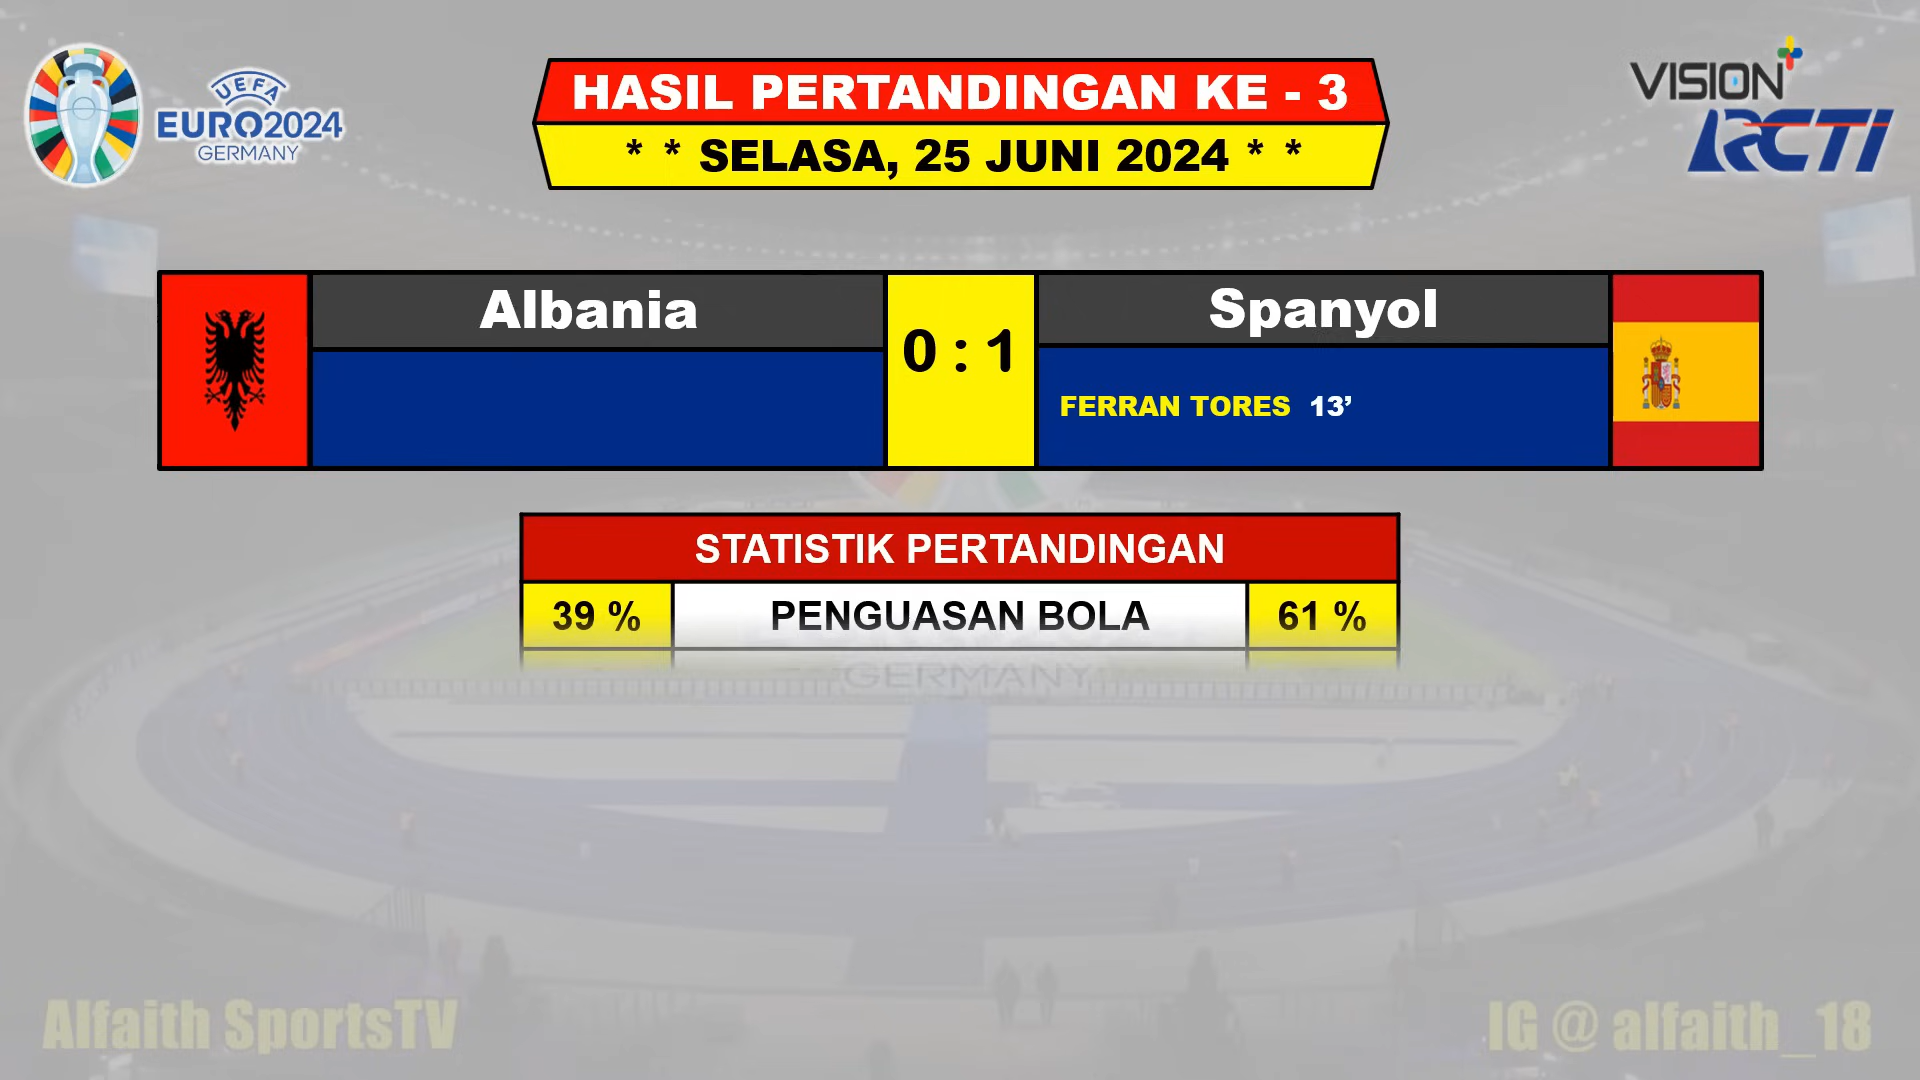 UEFA
EURO2024
GERMANY
HASIL PERTANDINGAN KE - 3
* * SELASA, 25 JUNI 2024 * *
VISION+
RCTI
Albania
0 : 1
Spanyol
FERRAN TORES 13’
STATISTIK PERTANDINGAN
39 % PENGUASAN BOLA 61 %
GERMANY
Alfaith SportsTV
IG @ alfaith_18